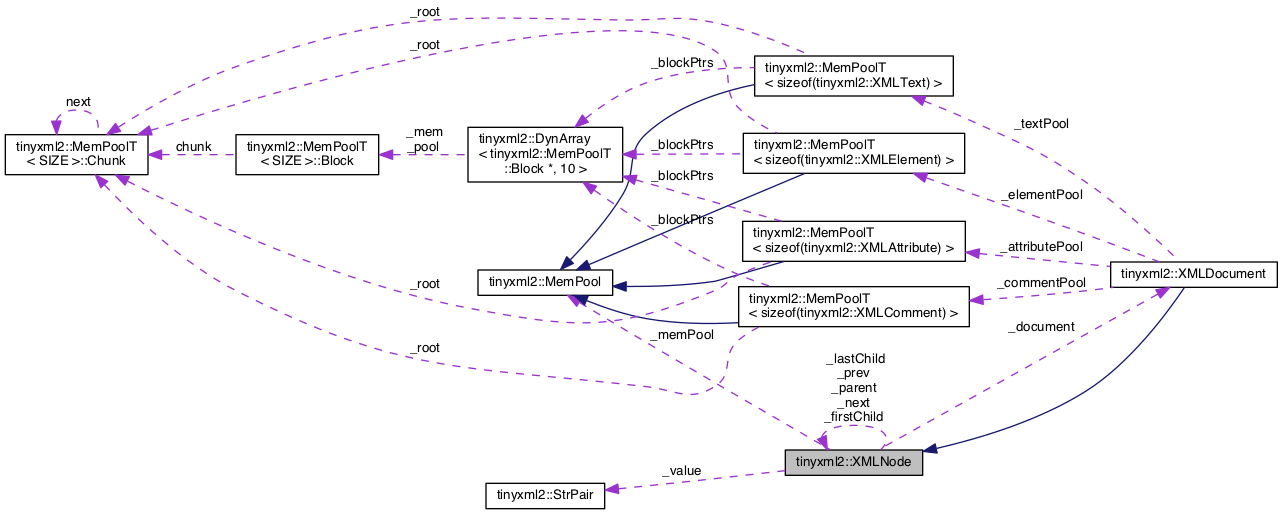 _root
_root
_blockPtrs
tinyxml2::MemPoolT
< sizeof(tinyxml2::XMLText) >
next
tinyxml2::MemPoolT
< SIZE >::Chunk
chunk
tinyxml2::MemPoolT
< SIZE >::Block
_mem
_pool
tinyxml2::DynArray
< tinyxml2::MemPoolT
::Block *, 10 >
_blockPtrs
tinyxml2::MemPoolT
< sizeof(tinyxml2::XMLElement) >
_textPool
_blockPtrs
_elementPool
_blockPtrs
tinyxml2::MemPoolT
< sizeof(tinyxml2::XMLAttribute) >
_attributePool
tinyxml2::XMLDocument
_root
tinyxml2::MemPool
tinyxml2::MemPoolT
< sizeof(tinyxml2::XMLComment) >
_commentPool
_root
_memPool
_document
_lastChild
_prev
_parent
_next
_firstChild
tinyxml2::XMLNode
_value
tinyxml2::StrPair